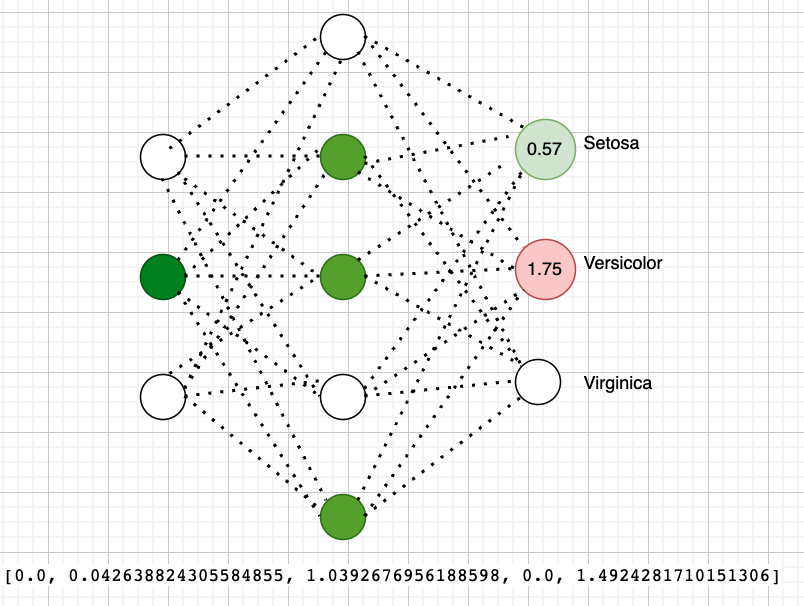 0.57 Setosa
1.75 Versicolor
Virginica
[0.0, 0.042638824305584855, 1.0392676956188598, 0.0, 1.4924281710151306]